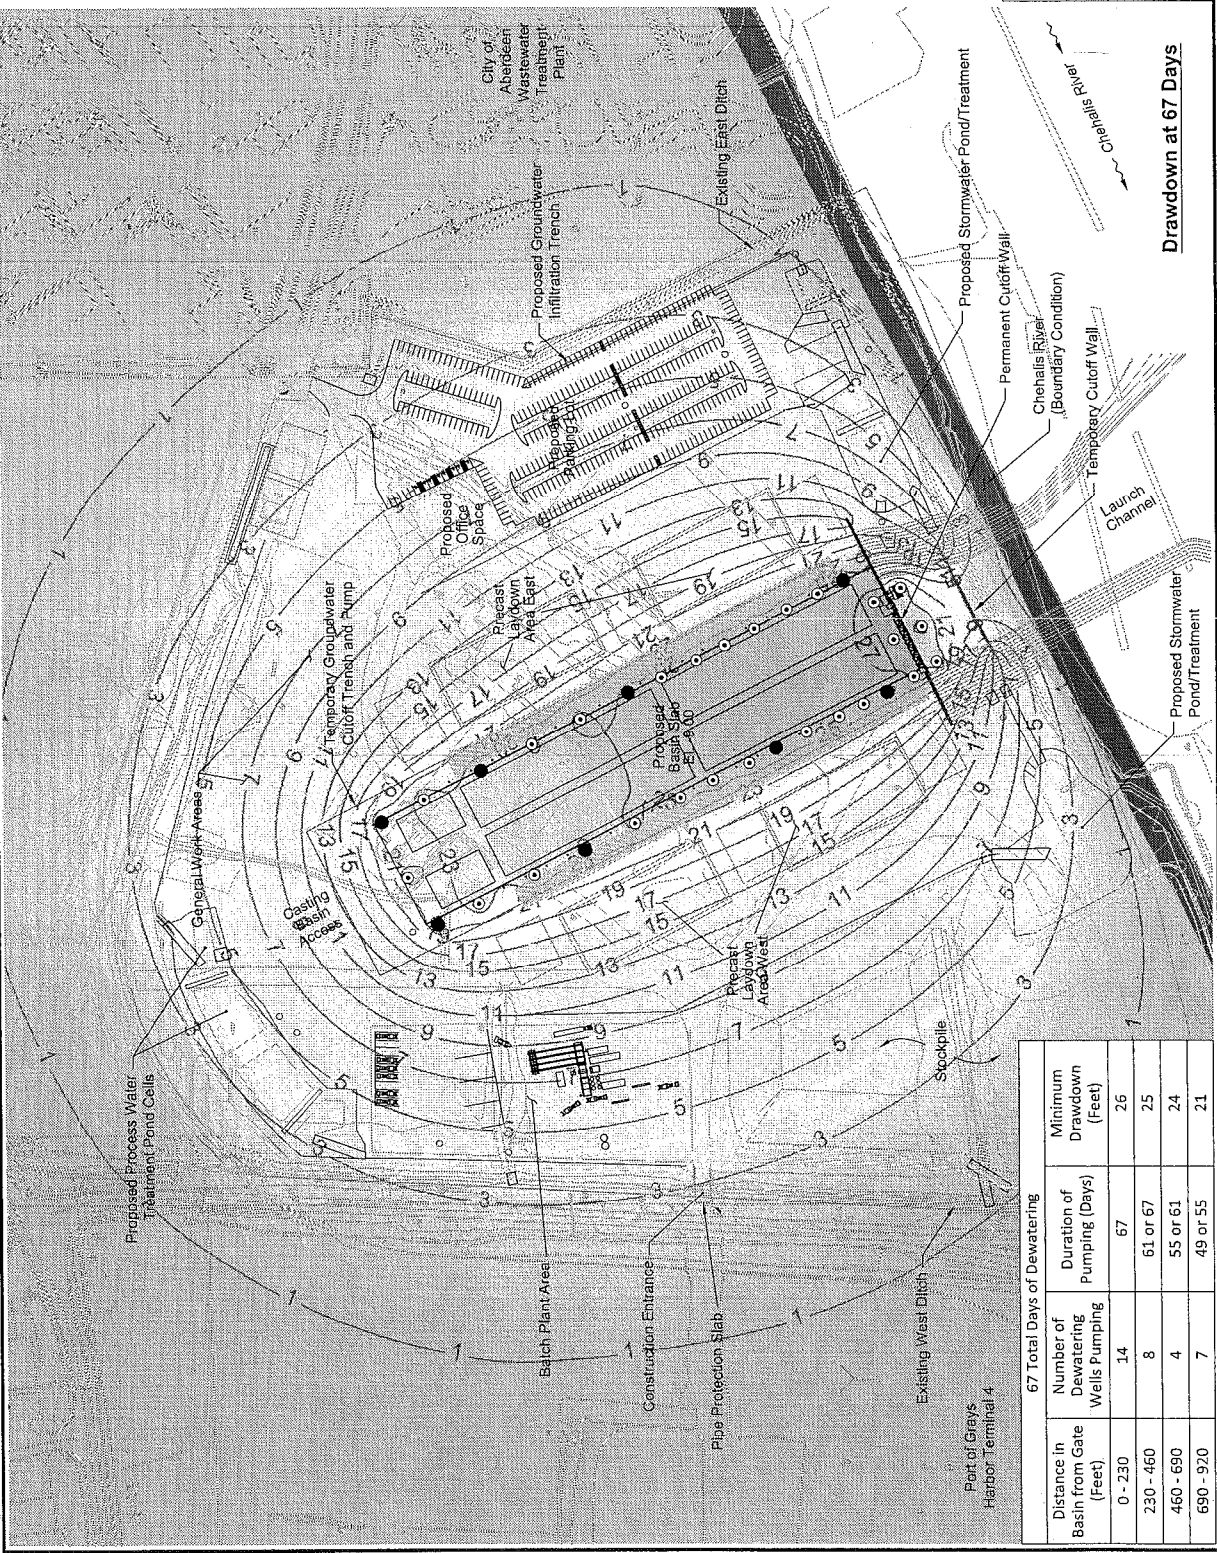 City of
Aberdeen
Wastewater
Treatment
Plant
Proposed Process Water
Treatment Pond Cells
General Work Areas
Casting
Basin
Access
Temporary Groundwater
Cutoff Trench and Pump
Proposed
Office
Space
Precast
Laydown
Area East
Proposed
Parking Lot
Proposed Groundwater
Infiltration Trench
Existing East Ditch
Proposed Stormwater Pond/Treatment
Permanent Cutoff Wall
Chehalis River
(Boundary Condition)
Temporary Cutoff Wall
Launch
Channel
Proposed Stormwater
Pond/Treatment
Chehalis River
Drawdown at 67 Days
Proposed
Basin Slab
Precast
Laydown
Area West
Batch Plant Area
Construction Entrance
Pipe Protection Slab
Existing West Ditch
Stockpile
Port of Grays
Harbor Terminal 4
67 Total Days of Dewatering
Distance in
Basin from Gate
(Feet)
Number of
Dewatering
Wells Pumping
Duration of
Pumping (Days)
Minimum
Drawdown
(Feet)
0 - 230 14 67 26
230 - 460 8 61 or 67 25
460 - 690 4 55 or 61 24
690 - 920 7 49 or 55 21